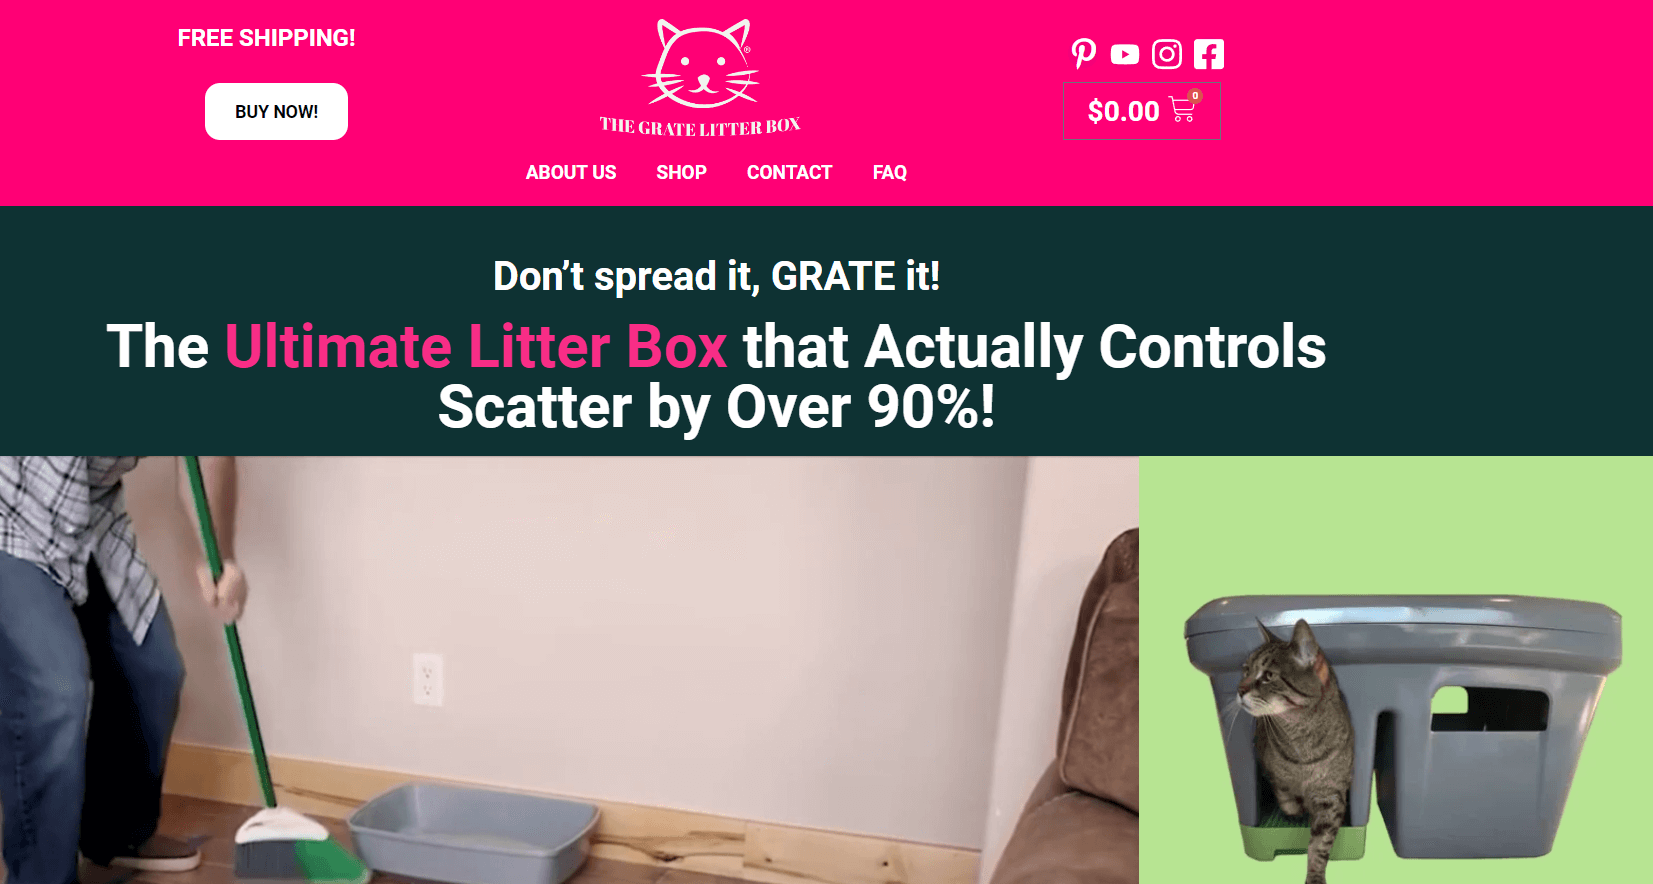 FREE SHIPPING!
BUY NOW!
®
THE GRATE LITTER BOX
$0.00
0
ABOUT US
SHOP
CONTACT
FAQ
Don’t spread it, GRATE it!
The Ultimate Litter Box that Actually Controls
Scatter by Over 90%!